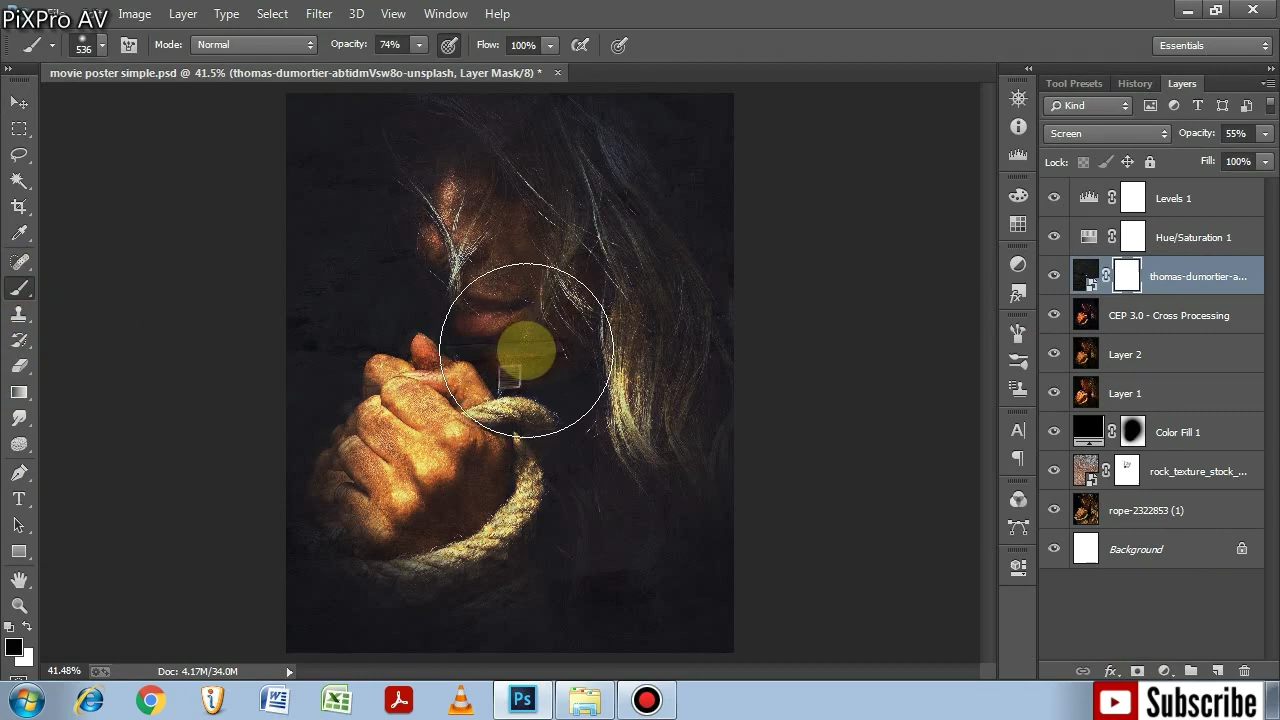 PiXPro AV
Image Layer Type Select Filter 3D View Window Help
536 Mode: Normal Opacity: 74% Flow: 100% Essentials
movie poster simple.psd @ 41.5% (thomas-dumortier-abtidmVsw8o-unsplash, Layer Mask/8) * ×
Tool Presets History Layers
Kind T
Screen Opacity: 55%
Lock: Fill: 100%
Levels 1
Hue/Saturation 1
thomas-dumortier-a...
CEP 3.0 - Cross Processing
Layer 2
Layer 1
Color Fill 1
rock_texture_stock_...
rope-2322853 (1)
Background
41.48% Doc: 4.17M/34.0M
fx
Ps
Subscribe